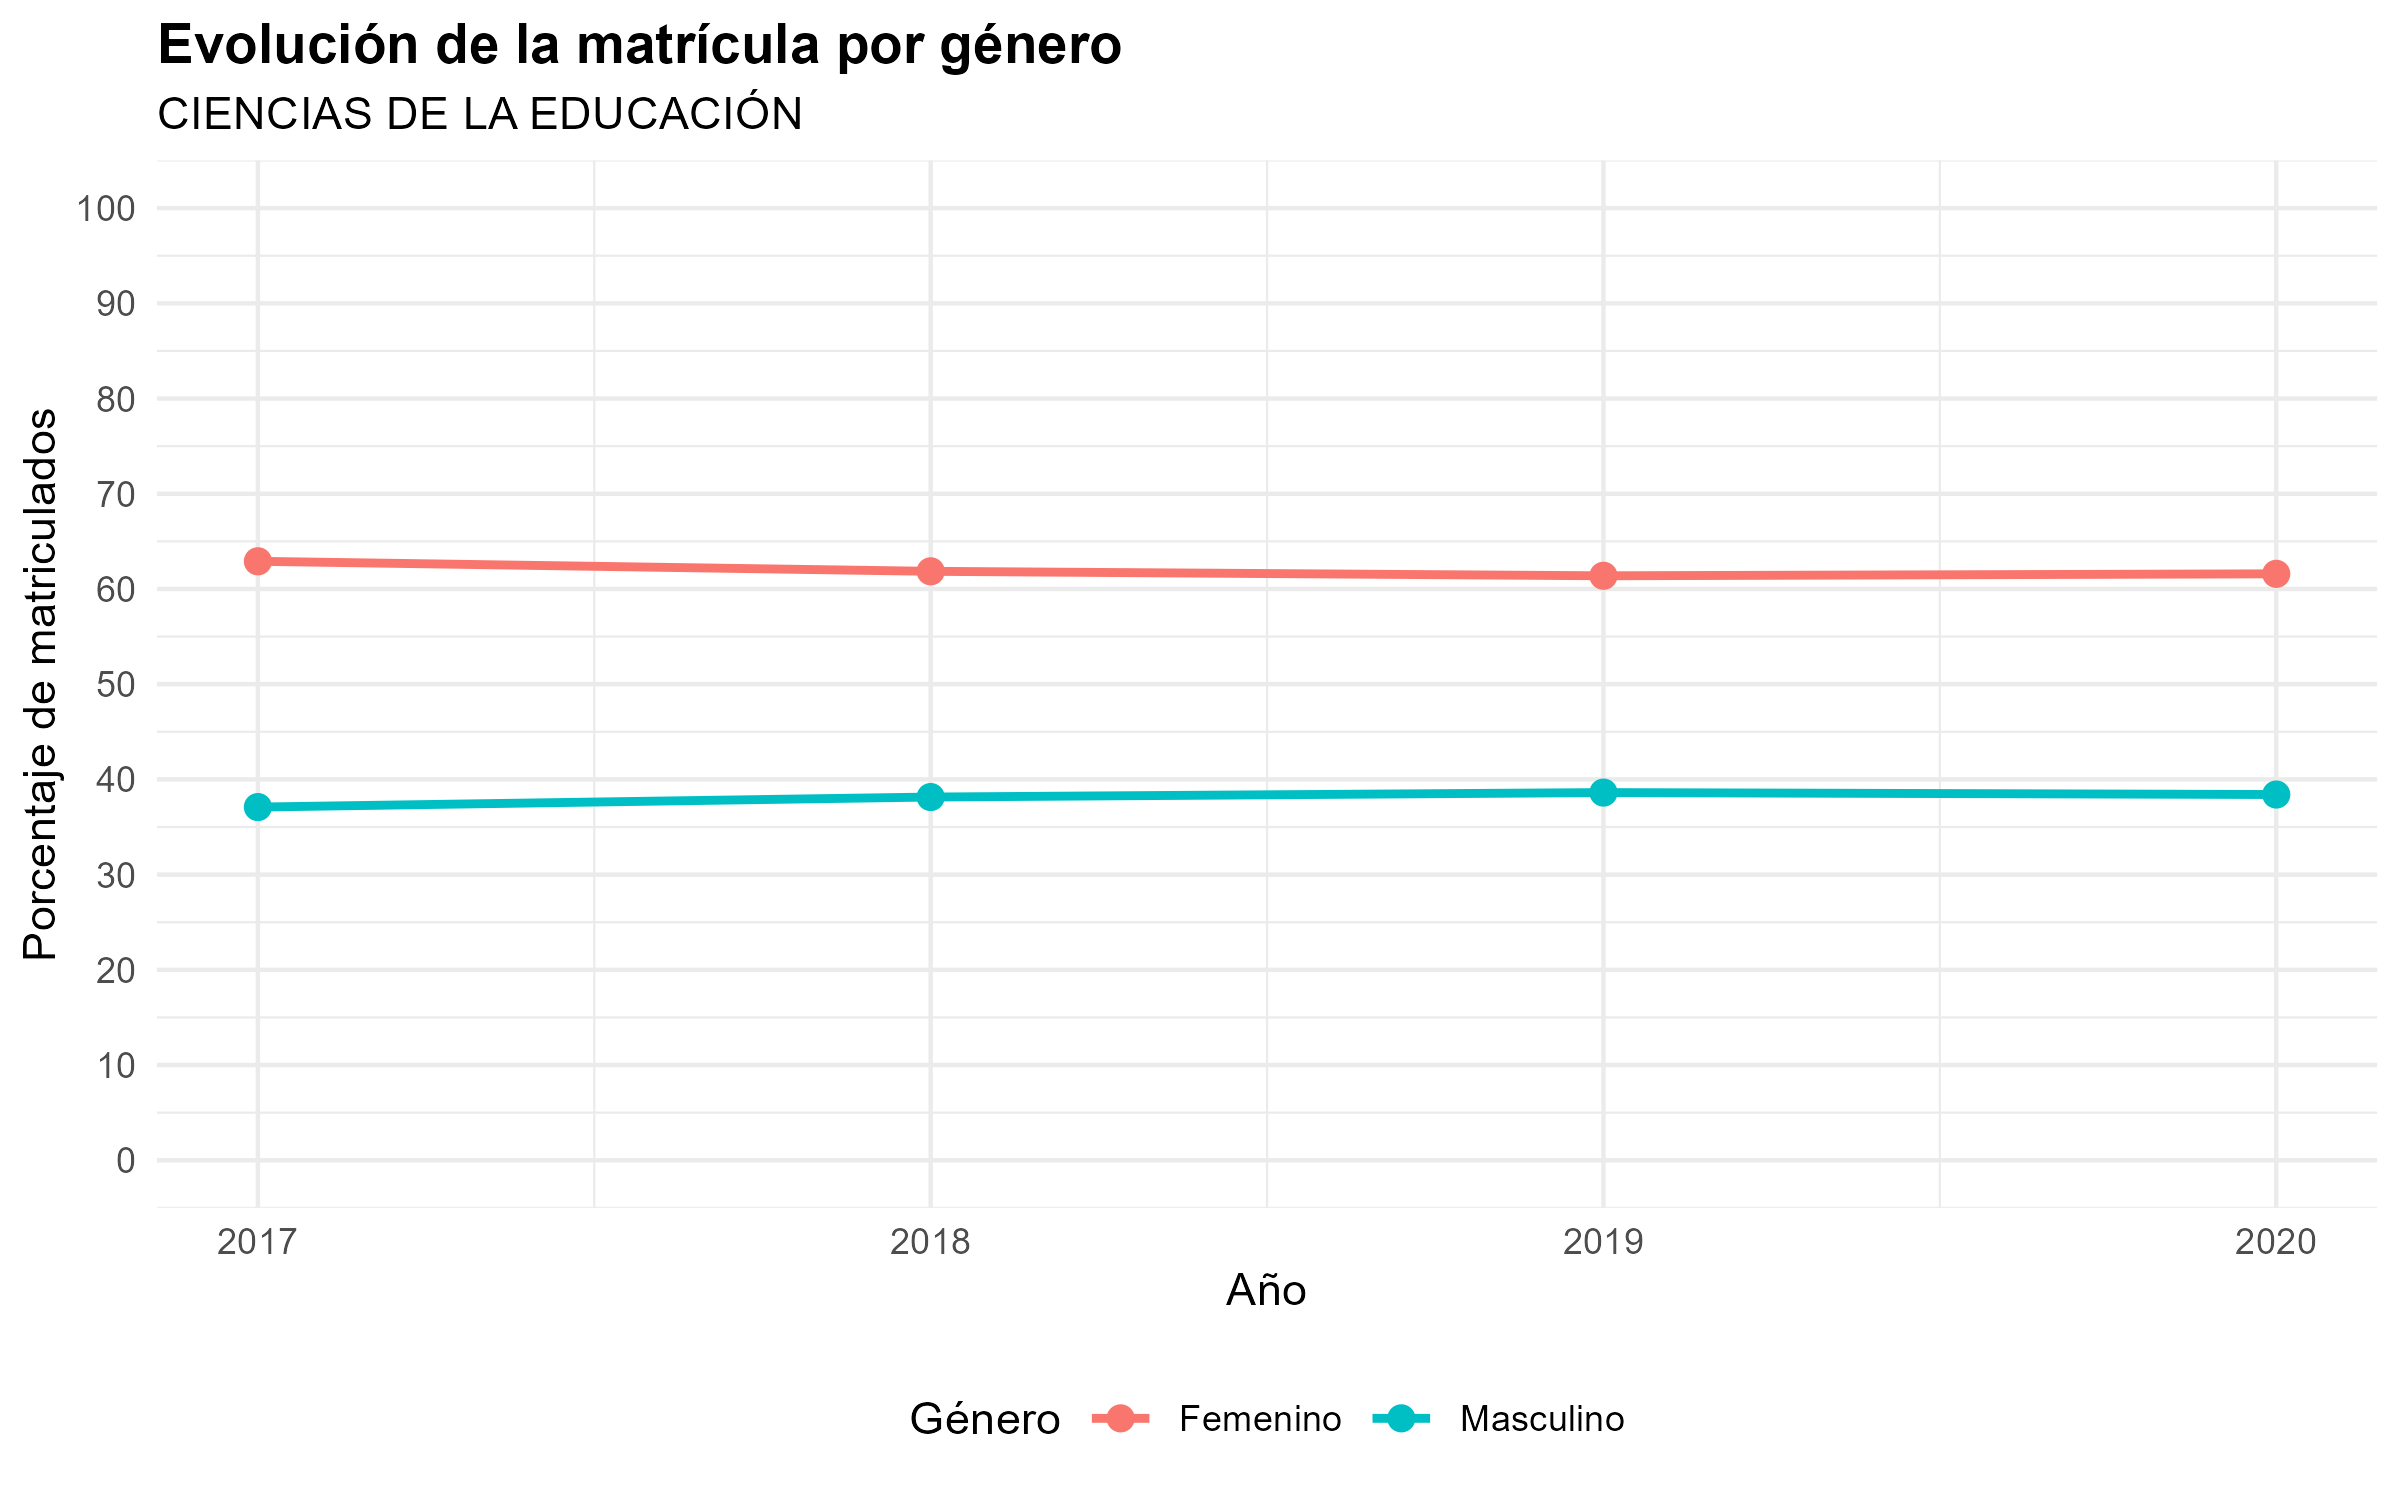 Evolución de la matrícula por género
CIENCIAS DE LA EDUCACIÓN
Porcentaje de matriculados
100
90
80
70
60
50
40
30
20
10
0
2017 2018 2019 2020
Año
Género Femenino Masculino